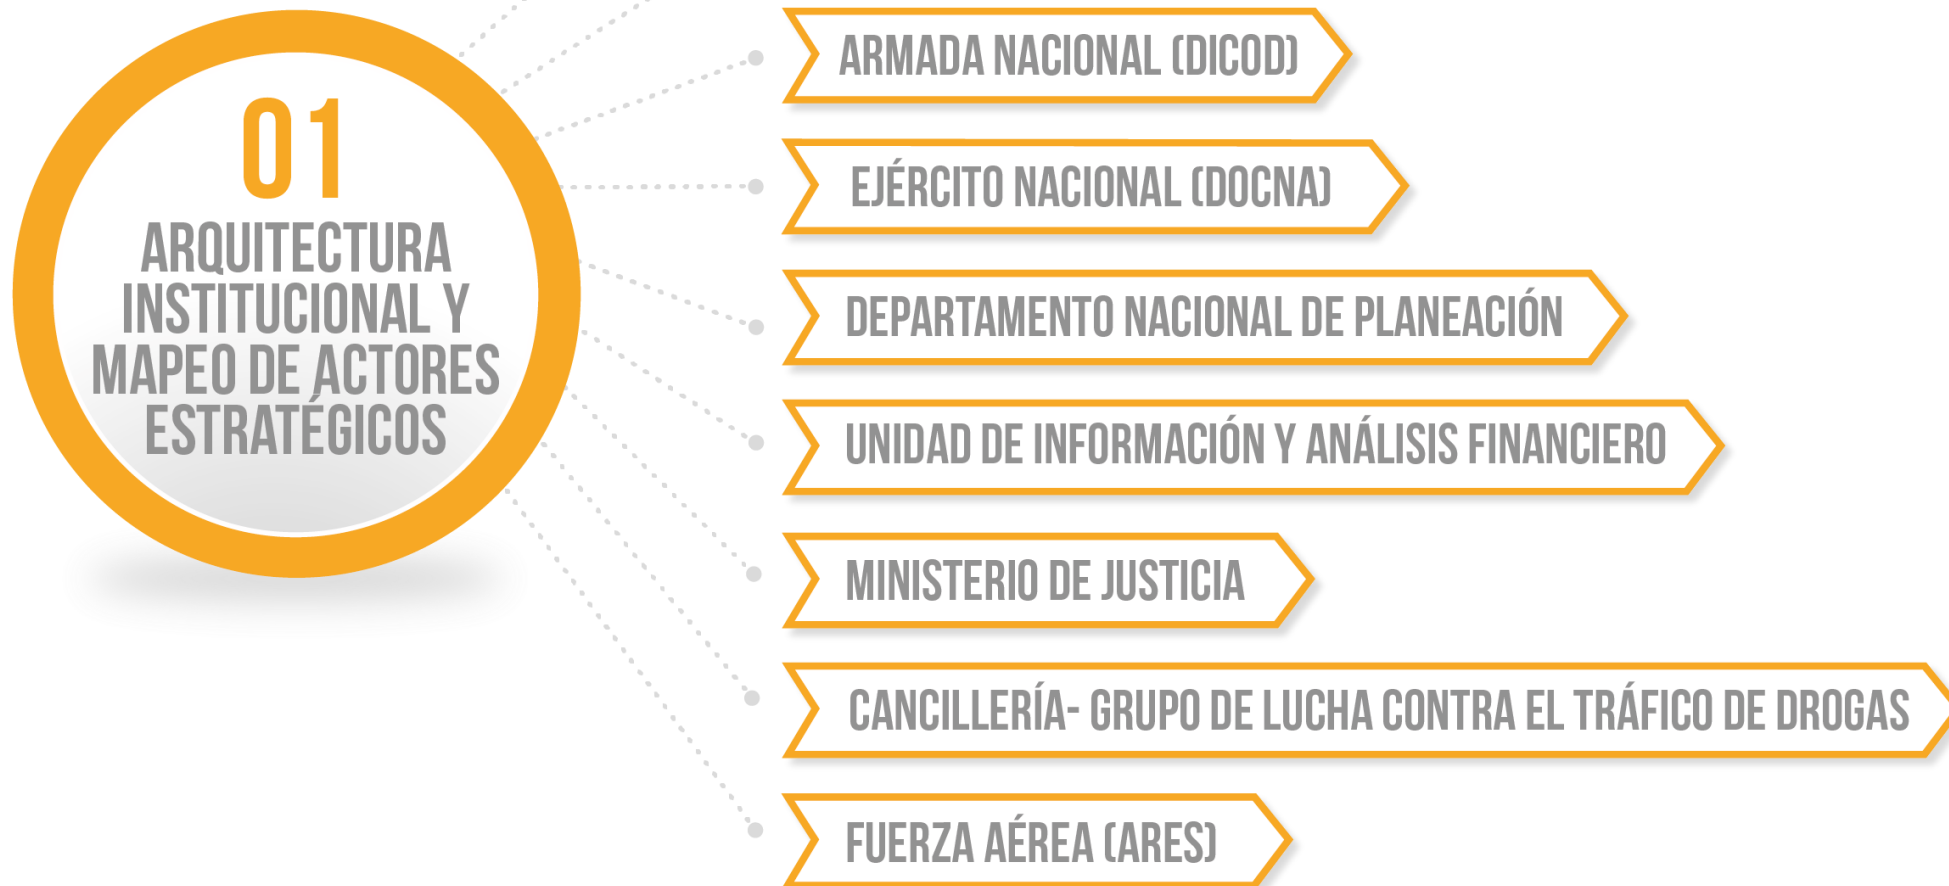 01
ARQUITECTURA
INSTITUCIONAL Y
MAPEO DE ACTORES
ESTRATÉGICOS
ARMADA NACIONAL (DICOD)
EJÉRCITO NACIONAL (DOCNA)
DEPARTAMENTO NACIONAL DE PLANEACIÓN
UNIDAD DE INFORMACIÓN Y ANÁLISIS FINANCIERO
MINISTERIO DE JUSTICIA
CANCILLERÍA- GRUPO DE LUCHA CONTRA EL TRÁFICO DE DROGAS
FUERZA AÉREA (ARES)